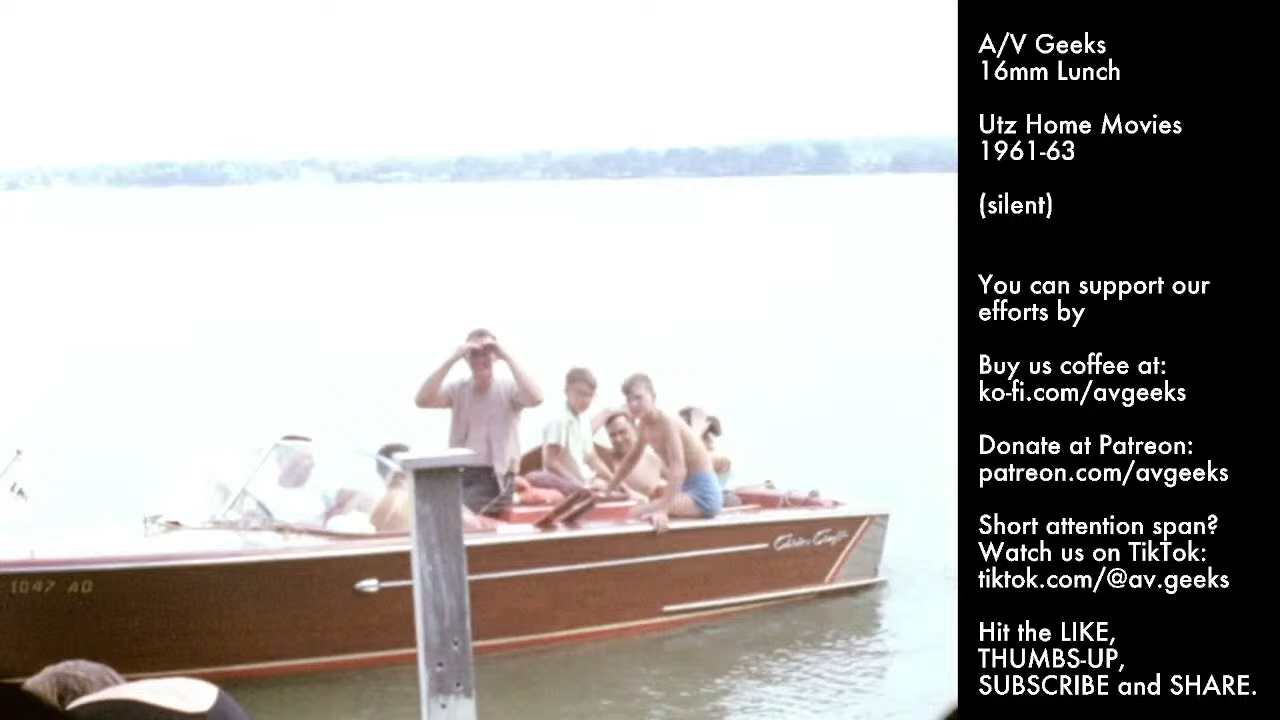 A/V Geeks
16mm Lunch
Utz Home Movies
1961-63
(silent)
You can support our
efforts by
Buy us coffee at:
ko-fi.com/avgeeks
Donate at Patreon:
patreon.com/avgeeks
Short attention span?
Watch us on TikTok:
tiktok.com/@av.geeks
Hit the LIKE,
THUMBS-UP,
SUBSCRIBE and SHARE.
1047 AD
Chris-Craft